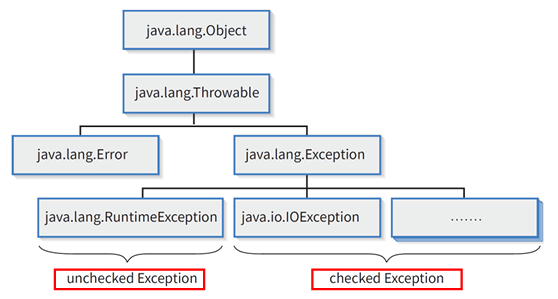 java.lang.Object
java.lang.Throwable
java.lang.Error
java.lang.Exception
java.lang.RuntimeException
java.io.IOException
.......
unchecked Exception
checked Exception